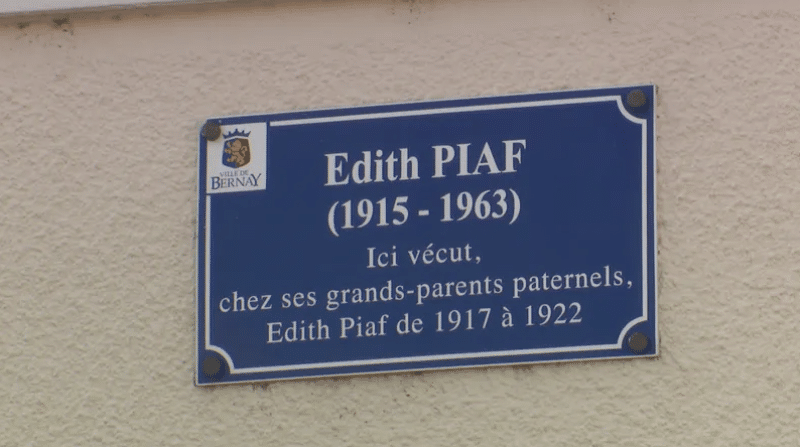 VILLE DE
BERNAY
Edith PIAF
(1915 - 1963)
Ici vécut,
chez ses grands-parents paternels,
Edith Piaf de 1917 à 1922